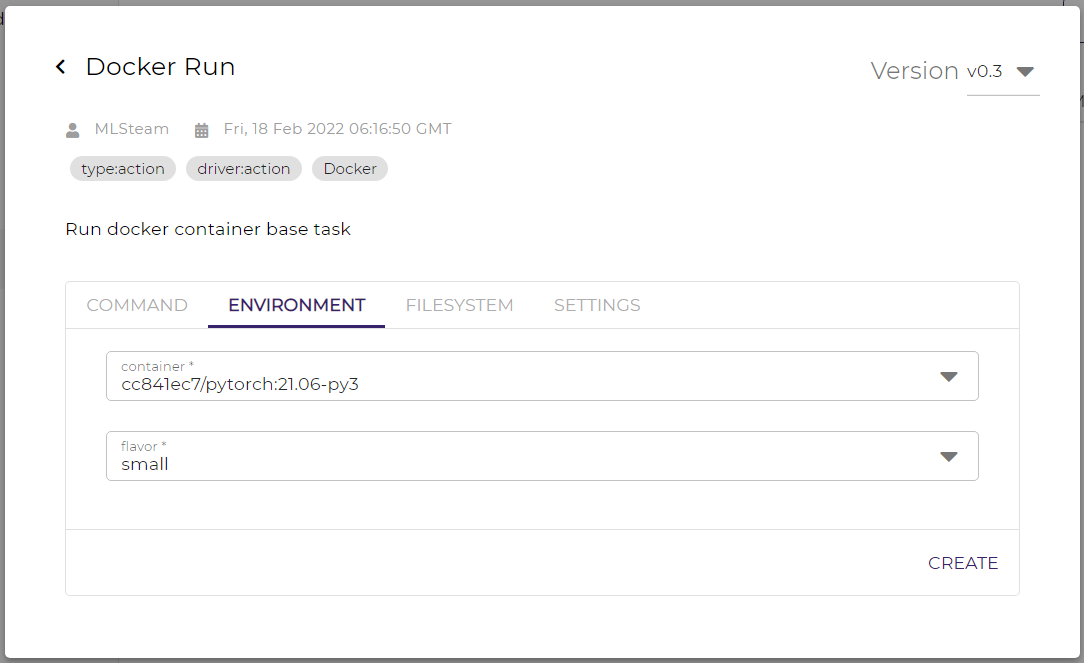 Docker Run
Version v0.3
MLSteam Fri, 18 Feb 2022 06:16:50 GMT
type:action driver:action Docker
Run docker container base task
COMMAND ENVIRONMENT FILESYSTEM SETTINGS
container *
cc841ec7/pytorch:21.06-py3
flavor *
small
CREATE